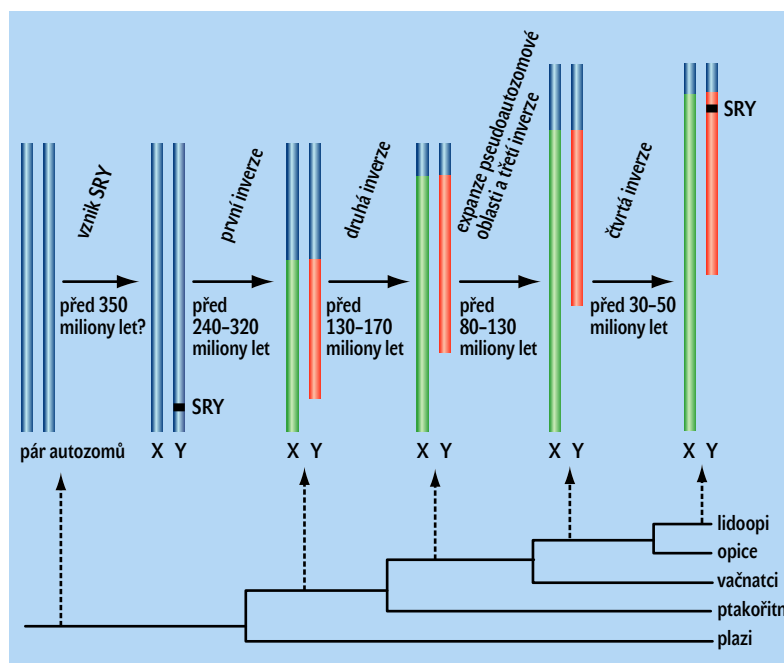 vznik SRY
první inverze
druhá inverze
expanze pseudoautozomové
oblasti a třetí inverze
čtvrtá inverze
SRY
před 350
miliony let?
před
240–320
miliony let
před
130–170
miliony let
před
80–130
miliony let
před 30–50
miliony let
SRY
pár autozomů
X Y
X Y
X Y
X Y
X Y
lidoopi
opice
vačnatci
ptakořitn
plazi